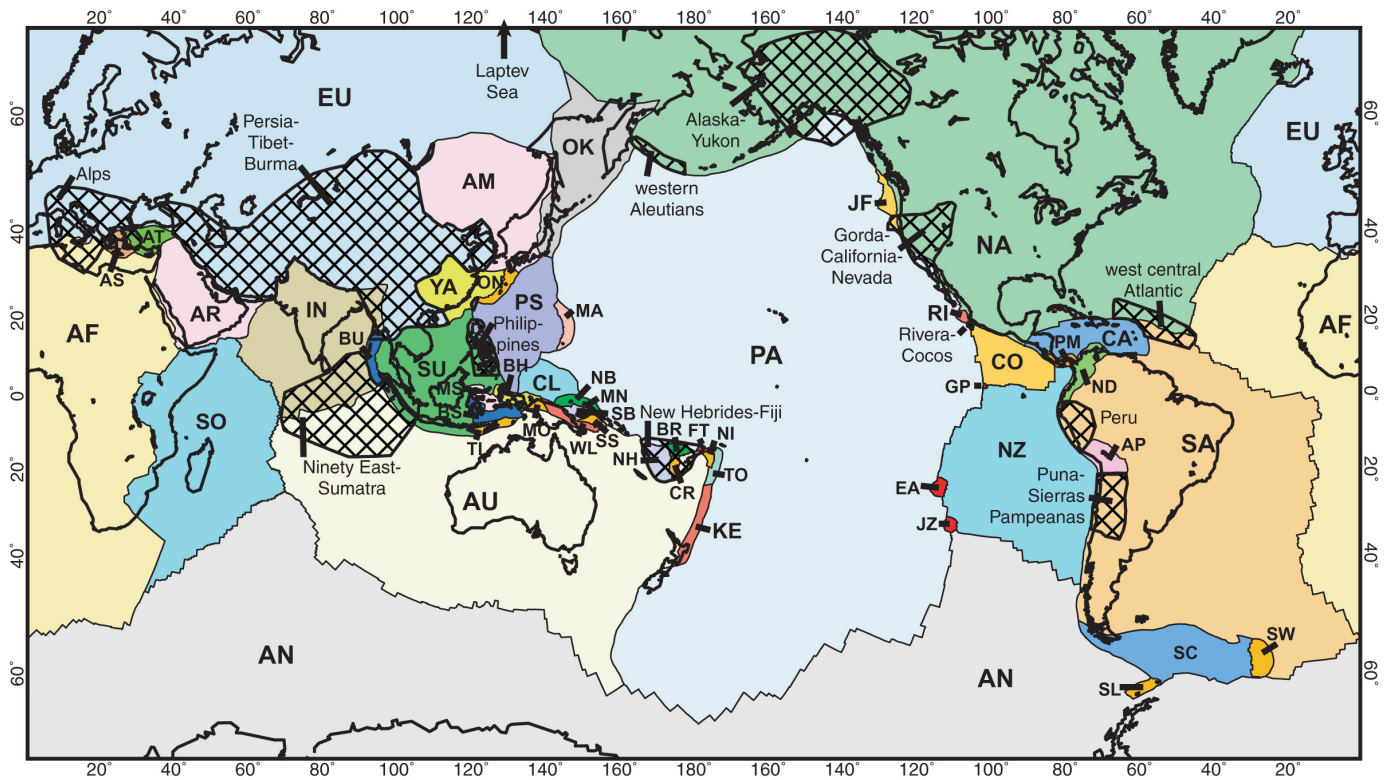 20° 40° 60° 80° 100° 120° 140° 160° 180° 160° 140° 120° 100° 80° 60° 40° 20°
Laptev
Sea
EU
60°
60°
Persia-
Tibet-
Burma
Alaska-
Yukon
EU
OK
Alps
AM
western
Aleutians
JF
40°
AT
Gorda-
California-
Nevada
NA
40°
AS
YA
ON
west central
Atlantic
AR
IN
PS
MA
RI
20°
AF
Philip-
pines
Rivera-
Cocos
AF
20°
BU
PM
CA
SU
BH
CO
MS
CL
NB
GP
ND
0°
0°
MN
BS
SB
New Hebrides-Fiji
Peru
SO
MO
SS
BR
FT
NI
TI
WL
AP
SA
NH
NZ
Ninety East-
Sumatra
TO
Puna-
Sierras
Pampeanas
20°
20°
CR
EA
AU
KE
JZ
40°
40°
SW
AN
SC
60°
60°
AN
SL
20° 40° 60° 80° 100° 120° 140° 160° 180° 160° 140° 120° 100° 80° 60° 40° 20°